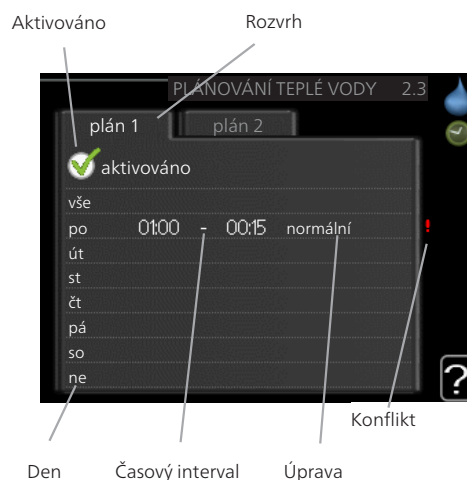 Aktivováno Rozvrh
PLÁNOVÁNÍ TEPLÉ VODY 2.3
plán 1 plán 2
aktivováno
vše
po 01:00 - 00:15 normální !
út
st
čt
pá
so
ne
?
Konflikt
Den Časový interval Úprava